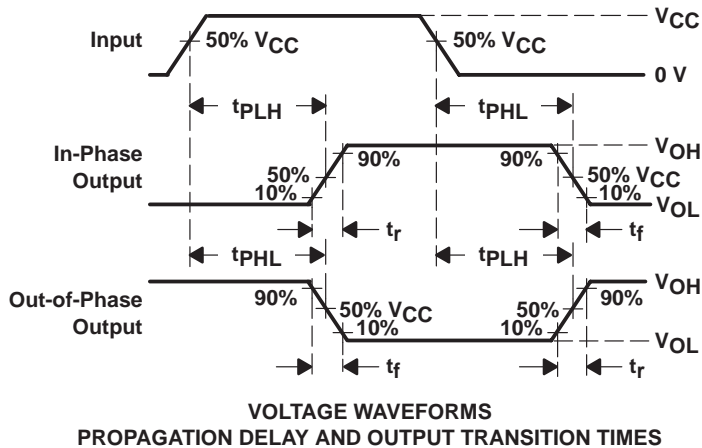 VCC
Input
50% VCC
50% VCC
0 V
tPLH
tPHL
In-Phase
Output
VOH
90%
90%
50%
50% VCC
10%
10%
VOL
tr
tf
tPHL
tPLH
Out-of-Phase
Output
VOH
90%
90%
50% VCC
50%
10%
10%
VOL
tf
tr
VOLTAGE WAVEFORMS
PROPAGATION DELAY AND OUTPUT TRANSITION TIMES